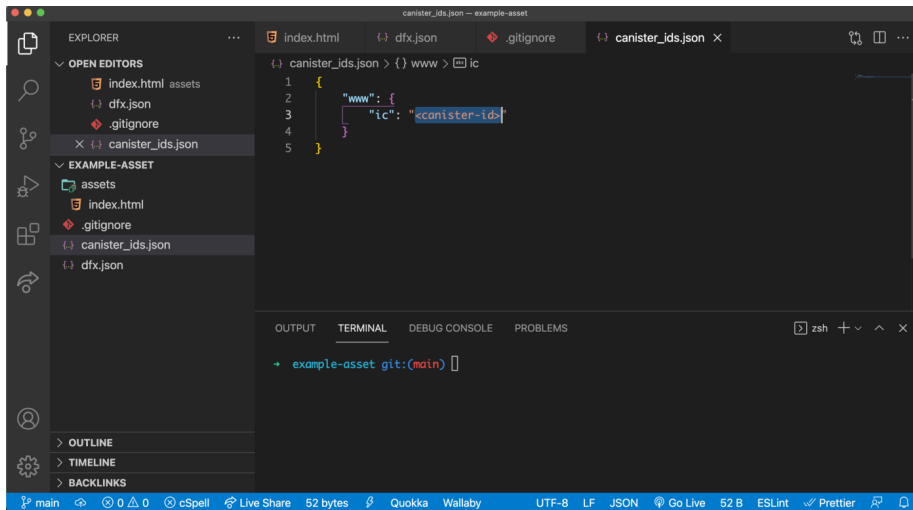 canister_ids.json — example-asset
EXPLORER
index.html
dfx.json
.gitignore
canister_ids.json
OPEN EDITORS
index.html assets
dfx.json
.gitignore
canister_ids.json
EXAMPLE-ASSET
assets
index.html
.gitignore
canister_ids.json
dfx.json
canister_ids.json > {} www > ic
1 {
2 "www": {
3 "ic": "<canister-id>"
4 }
5 }
OUTPUT TERMINAL DEBUG CONSOLE PROBLEMS
zsh
→ example-asset git:(main)
OUTLINE
TIMELINE
BACKLINKS
main 0 0 cSpell Live Share 52 bytes Quokka Wallaby UTF-8 LF JSON Go Live 52 B ESLint Prettier